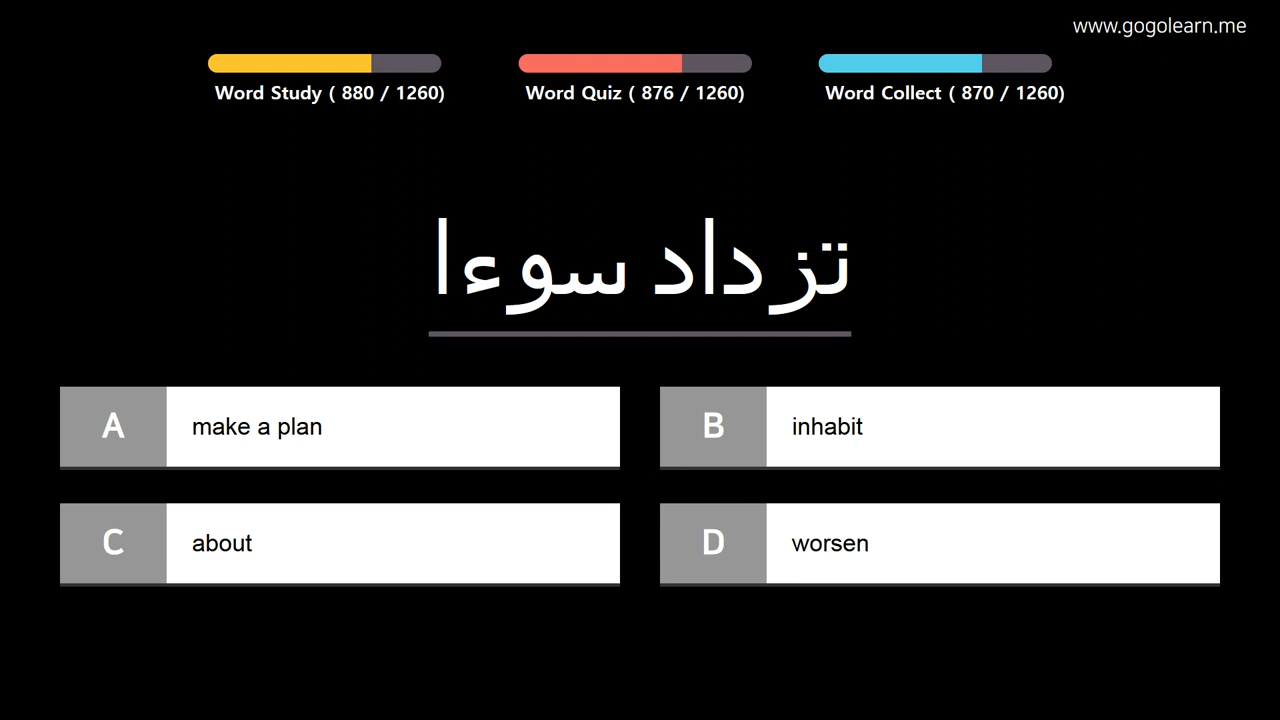 www.gogolearn.me
Word Study ( 880 / 1260)
Word Quiz ( 876 / 1260)
Word Collect ( 870 / 1260)
تزداد سوءا
A make a plan
B inhabit
C about
D worsen